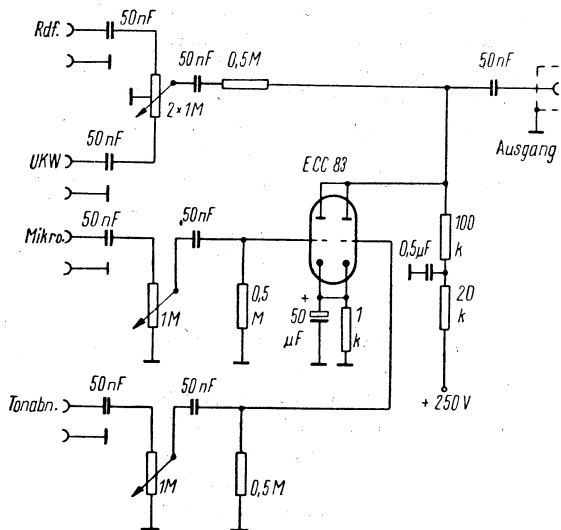 Rdf.
50nF
50nF
0,5M
50nF
2×1M
UKW
50nF
Ausgang
ECC 83
Mikro.
50nF
50nF
100
k
0,5µF
20
k
0,5
M
1M
+
50
µF
1
k
+ 250 V
Tonabn.
50nF
50nF
1M
0,5M